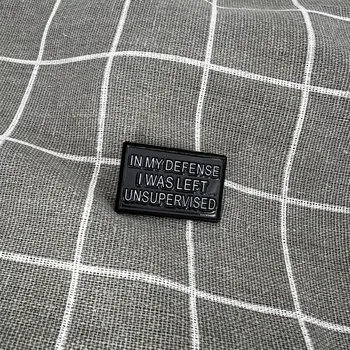 IN MY DEFENSE
I WAS LEFT
UNSUPERVISED